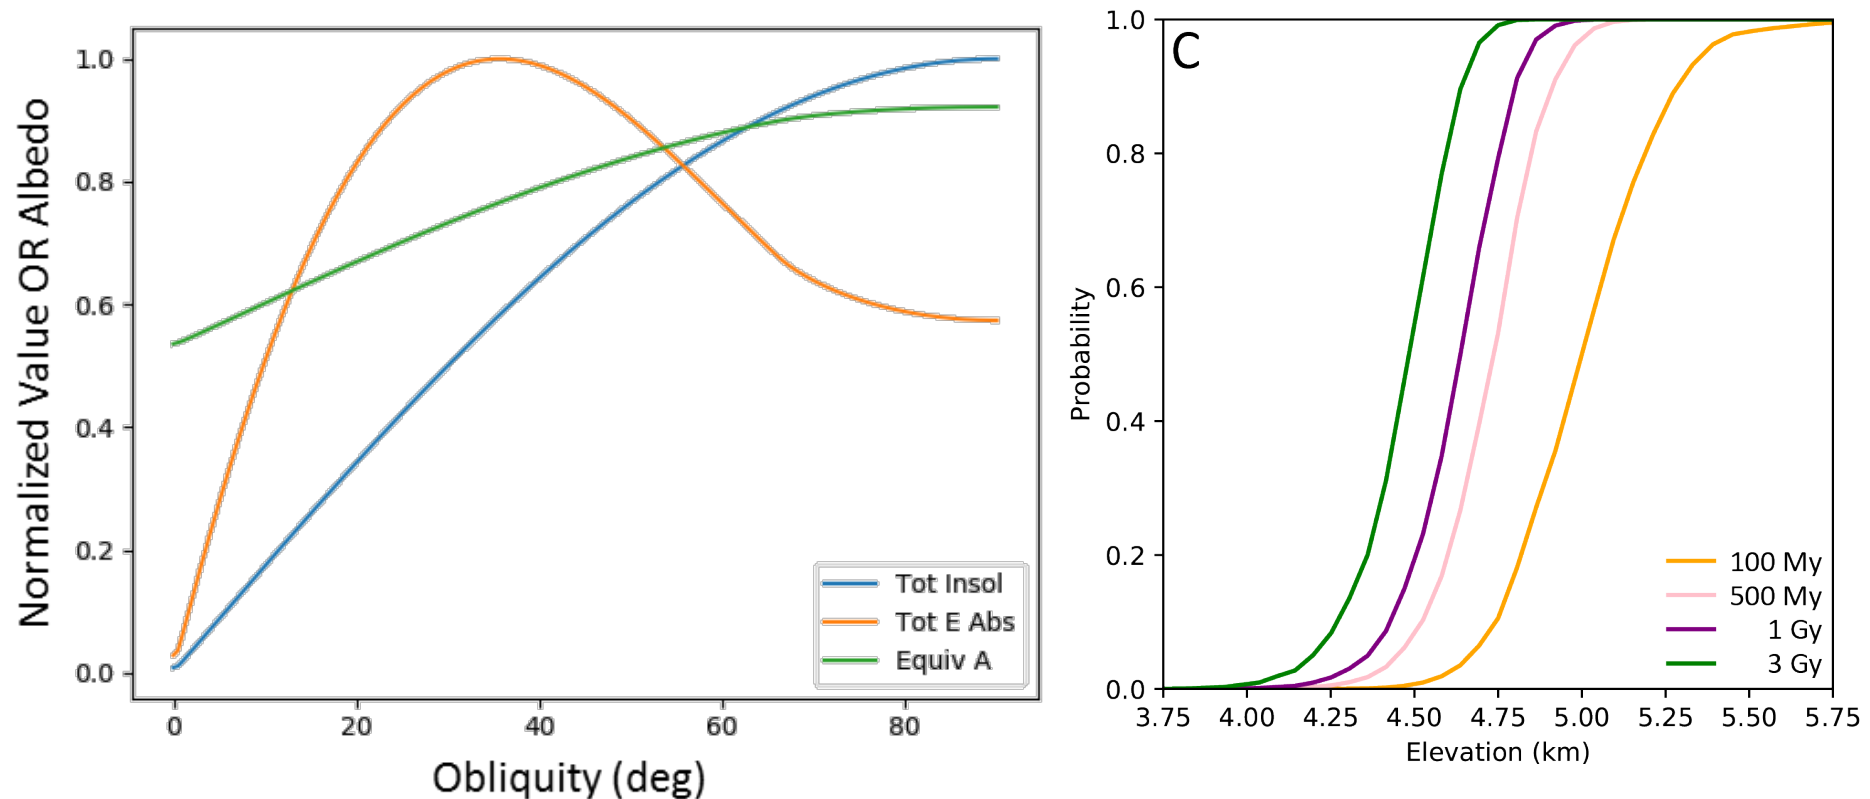 Normalized Value OR Albedo
1.0
0.8
0.6
0.4
0.2
0.0
0
20
40
60
80
Obliquity (deg)
Tot Insol
Tot E Abs
Equiv A
C
Probability
1.0
0.8
0.6
0.4
0.2
0.0
3.75
4.00
4.25
4.50
4.75
5.00
5.25
5.50
5.75
Elevation (km)
100 My
500 My
1 Gy
3 Gy